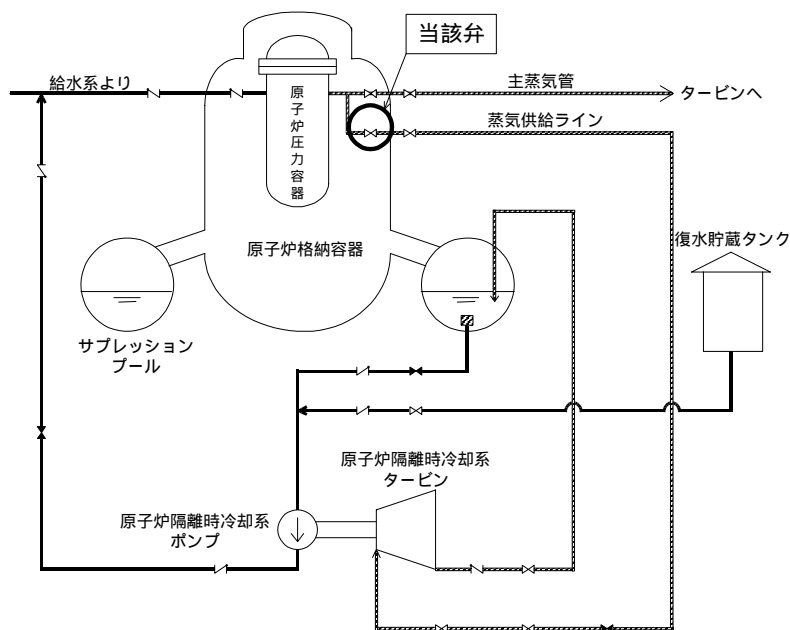 当該弁
給水系より
主蒸気管
タービンへ
蒸気供給ライン
原子炉圧力容器
原子炉格納容器
復水貯蔵タンク
サプレッション
プール
原子炉隔離時冷却系
タービン
原子炉隔離時冷却系
ポンプ